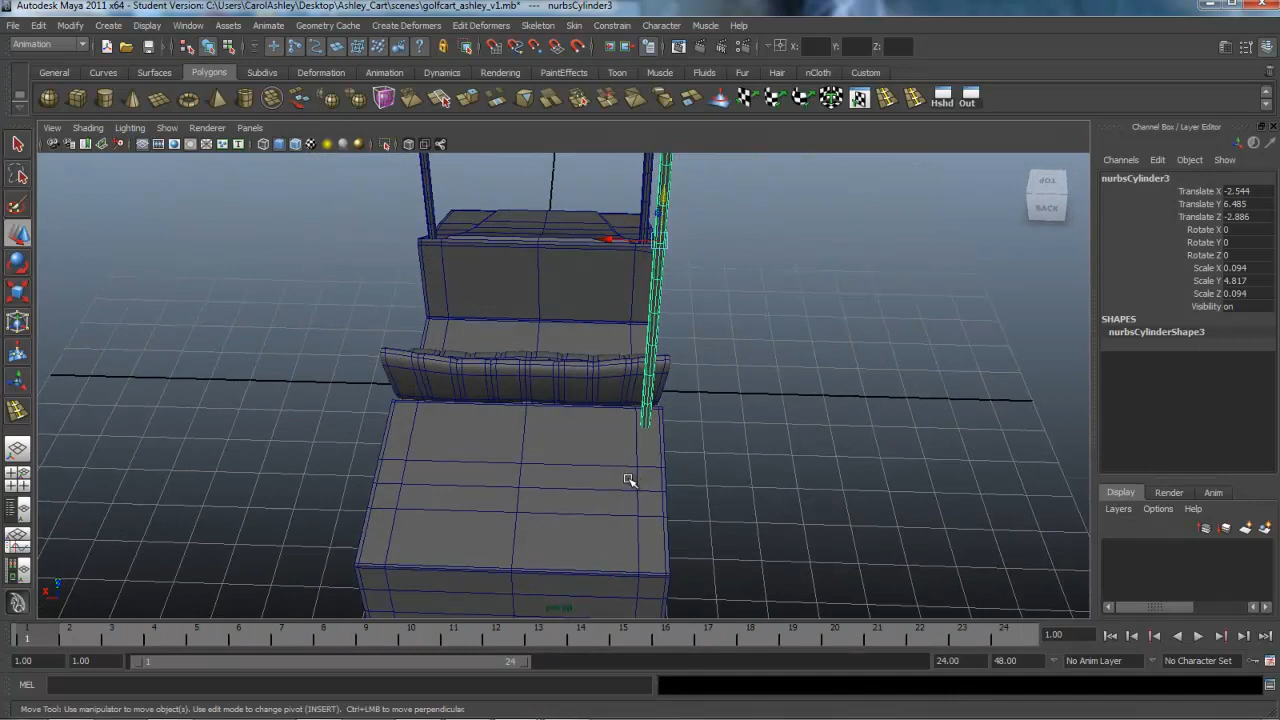 Autodesk Maya 2011 x64 - Student Version: C:\Users\CarolAshley\Desktop\Ashley_Cart\scenes\golfcart_ashley_v1.mb* --- nurbsCylinder3
File Edit Modify Create Display Window Assets Animate Geometry Cache Create Deformers Edit Deformers Skeleton Skin Constrain Character Muscle Help
Animation X: Y: Z:
General Curves Surfaces Polygons Subdivs Deformation Animation Dynamics Rendering PaintEffects Toon Muscle Fluids Fur Hair nCloth Custom
Hshd Out
View Shading Lighting Show Renderer Panels
Channel Box / Layer Editor
Channels Edit Object Show
nurbsCylinder3
Translate X -2.544
Translate Y 6.485
Translate Z -2.886
Rotate X 0
Rotate Y 0
Rotate Z 0
Scale X 0.094
Scale Y 4.817
Scale Z 0.094
Visibility on
SHAPES
nurbsCylinderShape3
TOP
BACK
Display Render Anim
Layers Options Help
persp
1 2 3 4 5 6 7 8 9 10 11 12 13 14 15 16 17 18 19 20 21 22 23 24 1.00
1.00 1.00 1 24 24.00 48.00 No Anim Layer No Character Set
MEL
Move Tool: Use manipulator to move object(s). Use edit mode to change pivot (INSERT). Ctrl+LMB to move perpendicular.